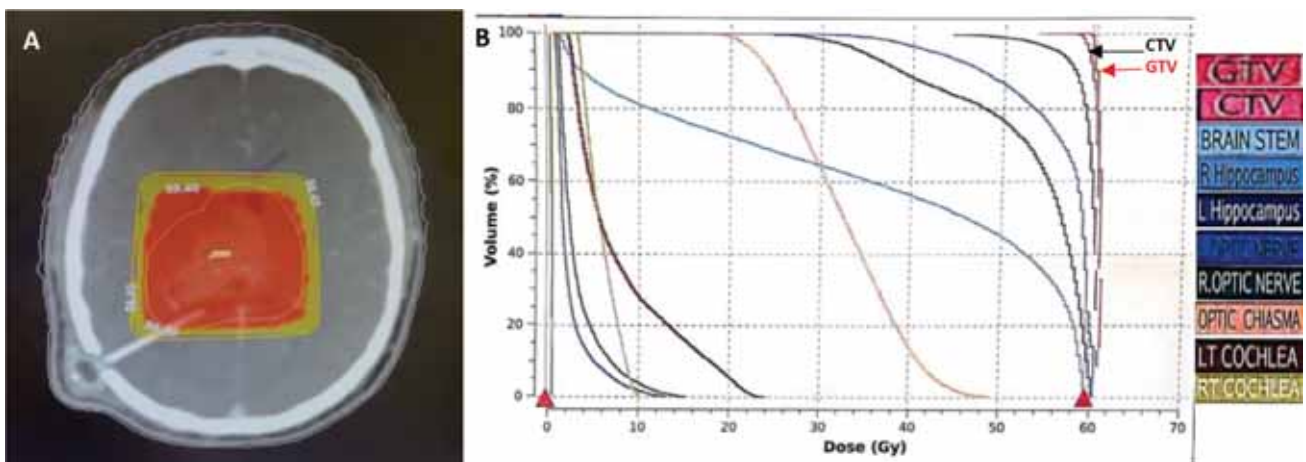 A
B
100
80
60
40
20
0
Volume (%)
0 10 20 30 40 50 60 70
Dose (Gy)
CTV
GTV
GTV
CTV
BRAIN STEM
R Hippocampus
L Hippocampus
NERVE
R.OPTIC NERVE
OPTIC CHIASMA
LT COCHLEA
RT COCHLEA